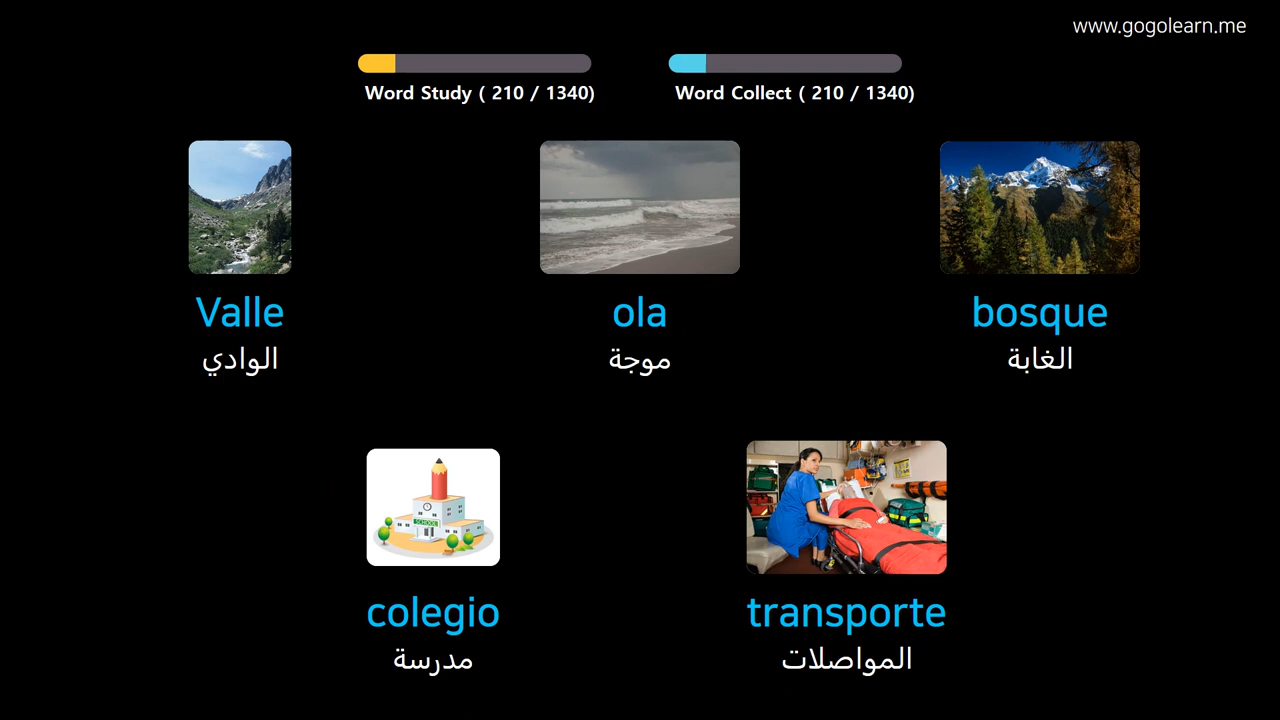 www.gogolearn.me
Word Study ( 210 / 1340)
Word Collect ( 210 / 1340)
Valle
الوادي
ola
موجة
bosque
الغابة
SCHOOL
colegio
مدرسة
transporte
المواصلات